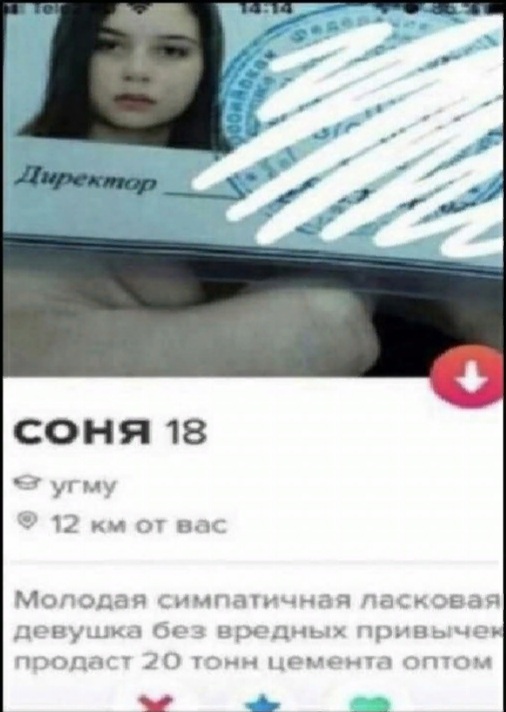 14:14
Директор
СОНЯ 18
угму
12 км от вас
Молодая симпатичная ласковая
девушка без вредных привычек
продаст 20 тонн цемента оптом